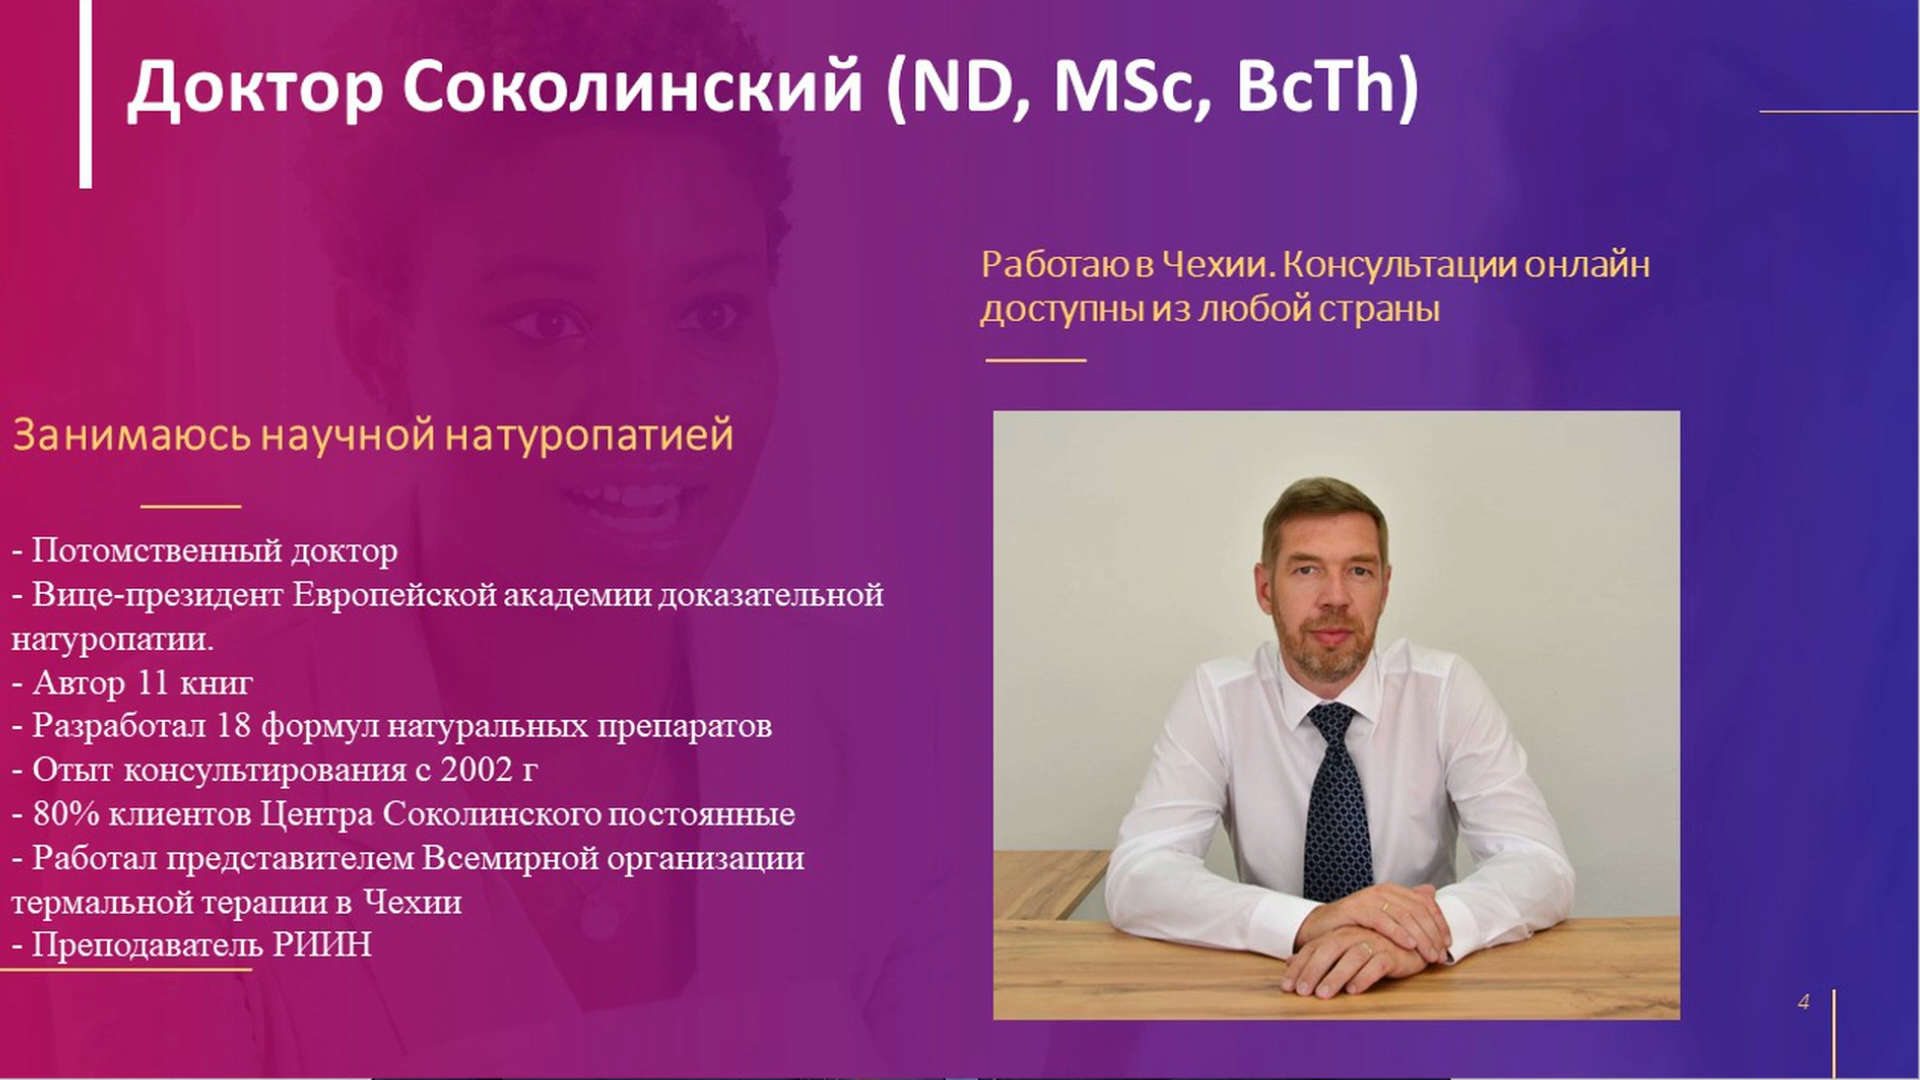 Доктор Соколинский (ND, MSc, BcTh)
Работаю в Чехии. Консультации онлайн
доступны из любой страны
Занимаюсь научной натуропатией
- Потомственный доктор
- Вице-президент Европейской академии доказательной
натуропатии.
- Автор 11 книг
- Разработал 18 формул натуральных препаратов
- Отыт консультирования с 2002 г
- 80% клиентов Центра Соколинского постоянные
- Работал представителем Всемирной организации
термальной терапии в Чехии
- Преподаватель РИИН
4